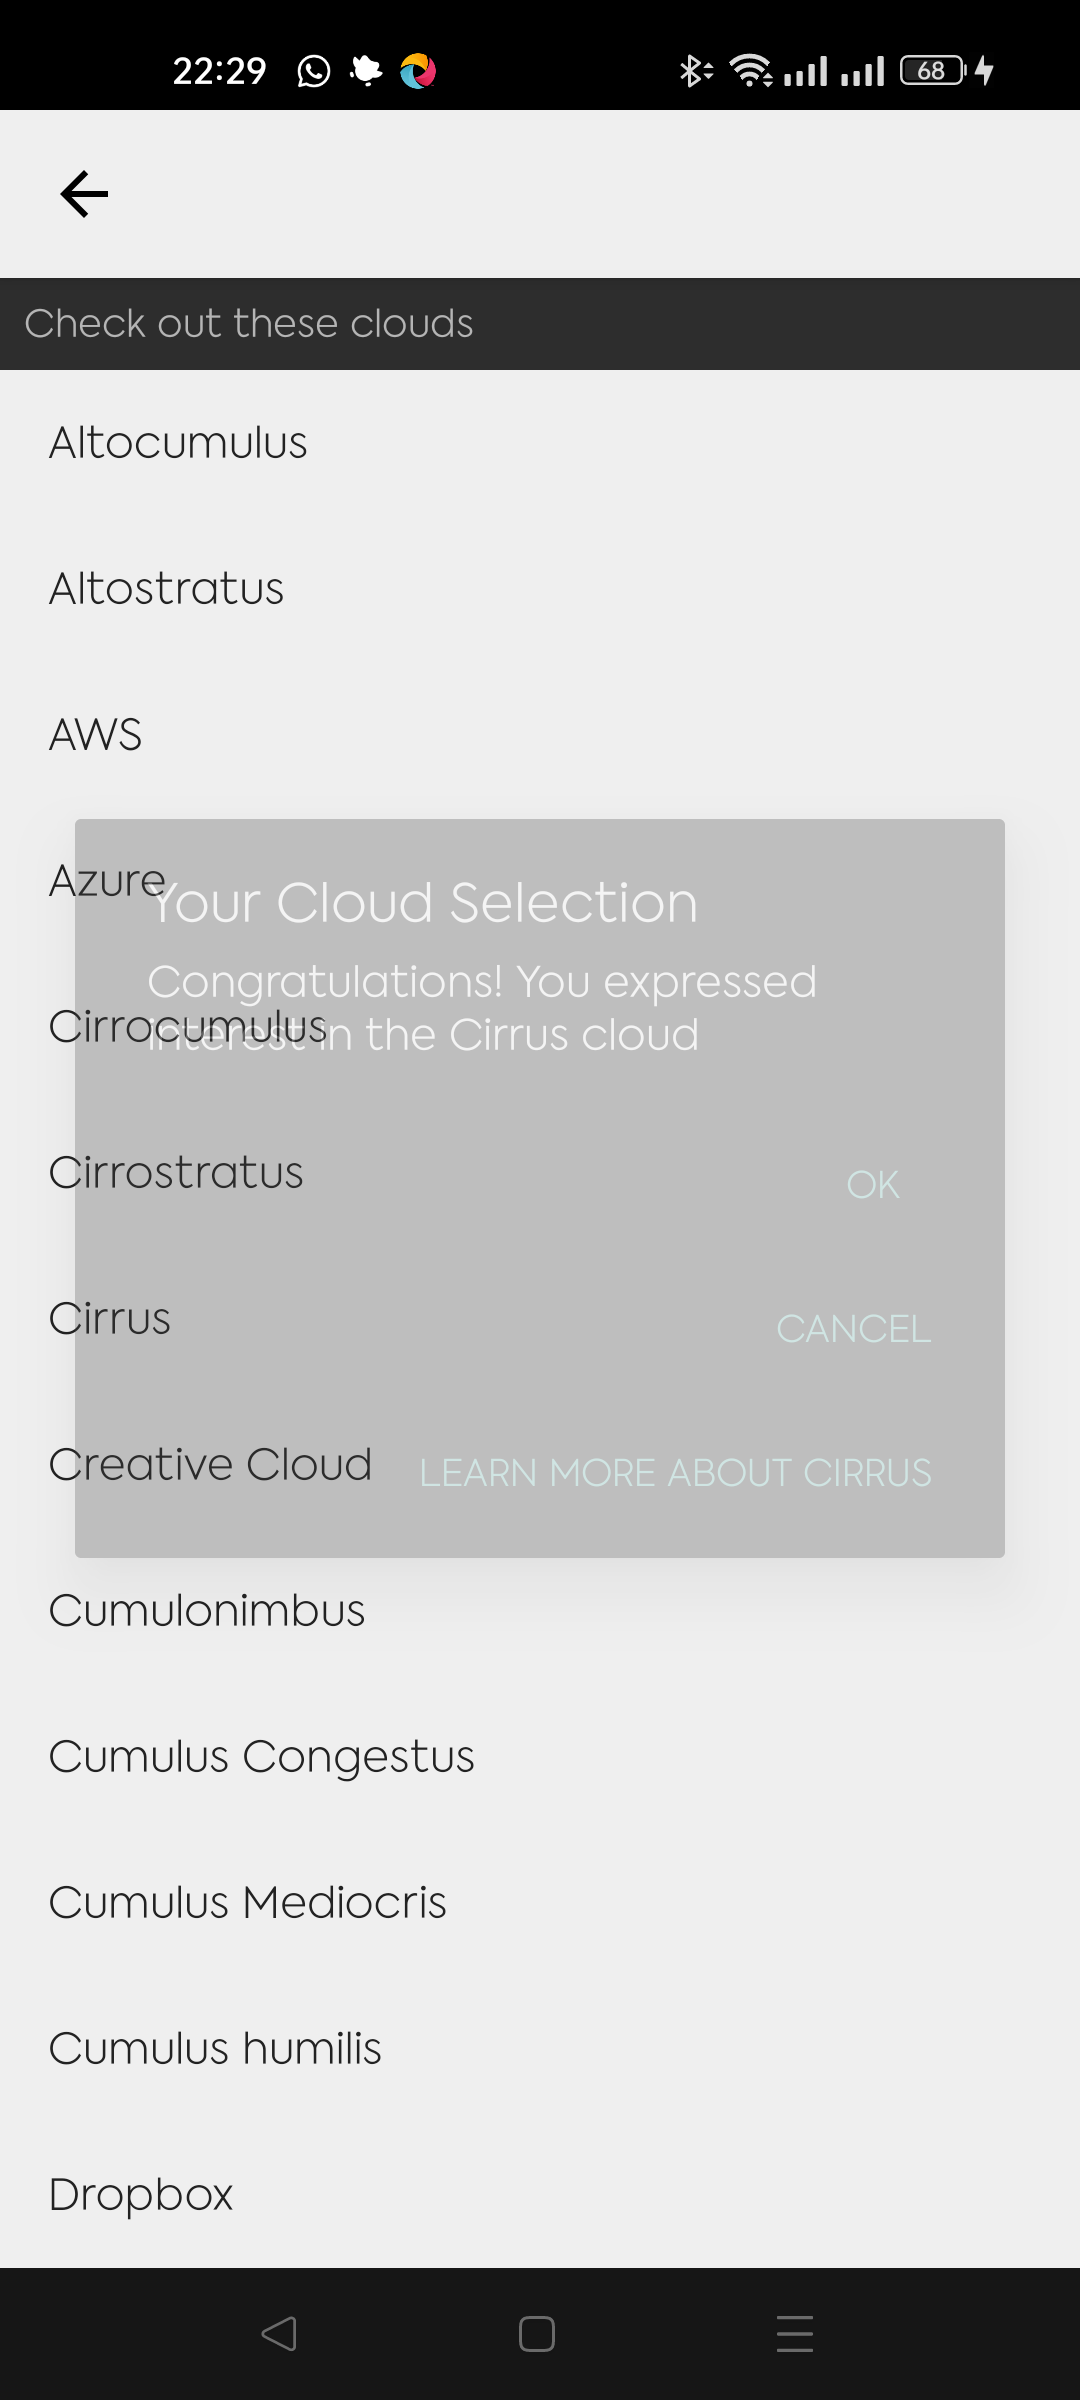 22:29
68
Check out these clouds
Altocumulus
Altostratus
AWS
Azure
Your Cloud Selection
Congratulations! You expressed
interest in the Cirrus cloud
Cirrocumulus
Cirrostratus
OK
Cirrus
CANCEL
Creative Cloud
LEARN MORE ABOUT CIRRUS
Cumulonimbus
Cumulus Congestus
Cumulus Mediocris
Cumulus humilis
Dropbox